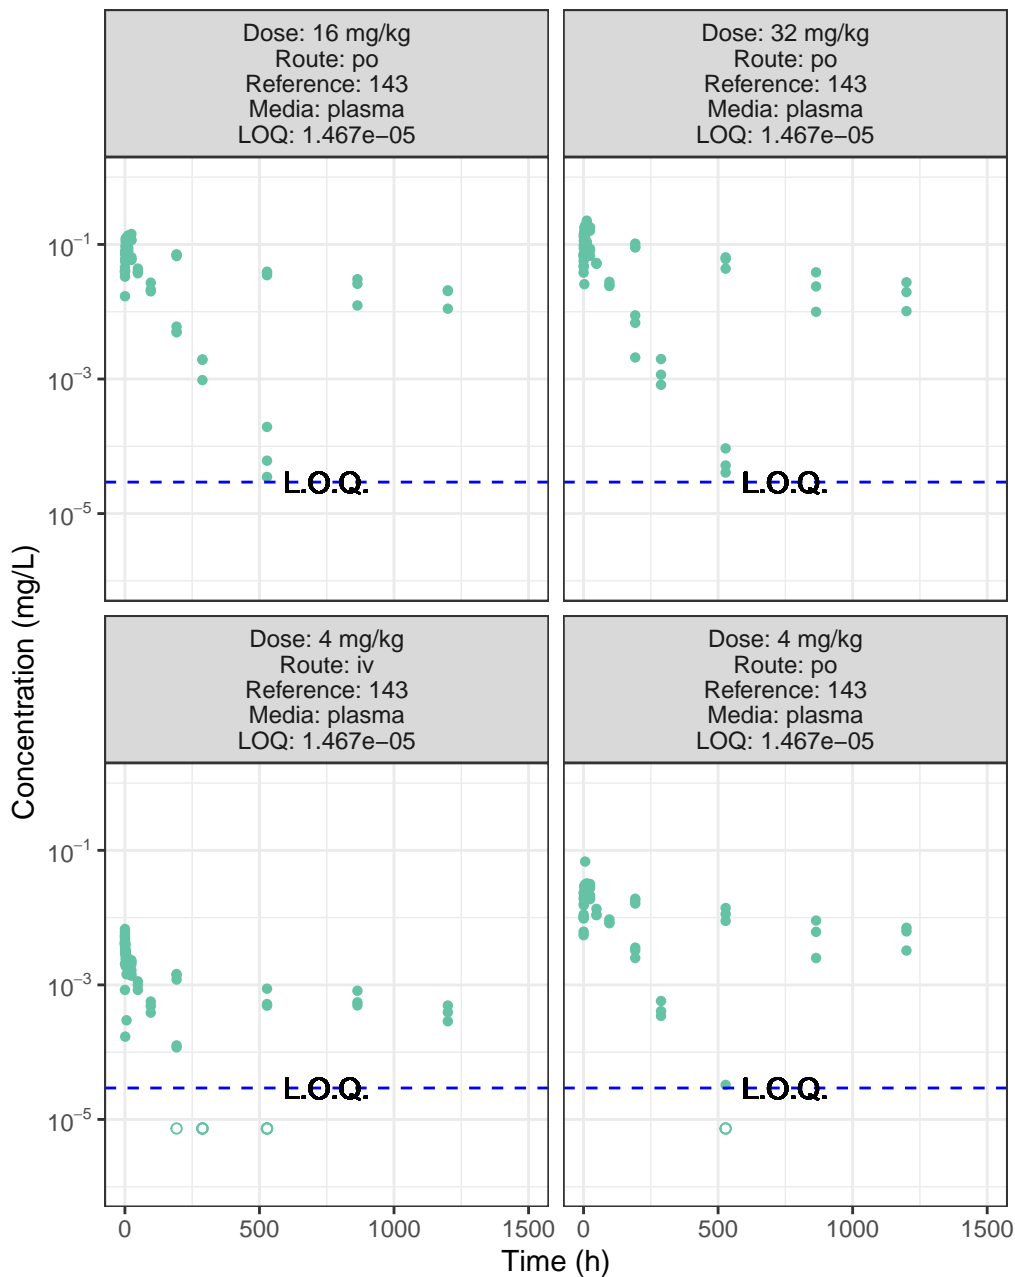 Dose: 16 mg/kg
Route: po
Reference: 143
Media: plasma
LOQ: 1.467e−05
Dose: 32 mg/kg
Route: po
Reference: 143
Media: plasma
LOQ: 1.467e−05
10⁻¹
10⁻³
10⁻⁵
L.O.Q.
L.O.Q.
Dose: 4 mg/kg
Route: iv
Reference: 143
Media: plasma
LOQ: 1.467e−05
Dose: 4 mg/kg
Route: po
Reference: 143
Media: plasma
LOQ: 1.467e−05
10⁻¹
10⁻³
10⁻⁵
L.O.Q.
L.O.Q.
0 500 1000 1500
0 500 1000 1500
Time (h)
Concentration (mg/L)